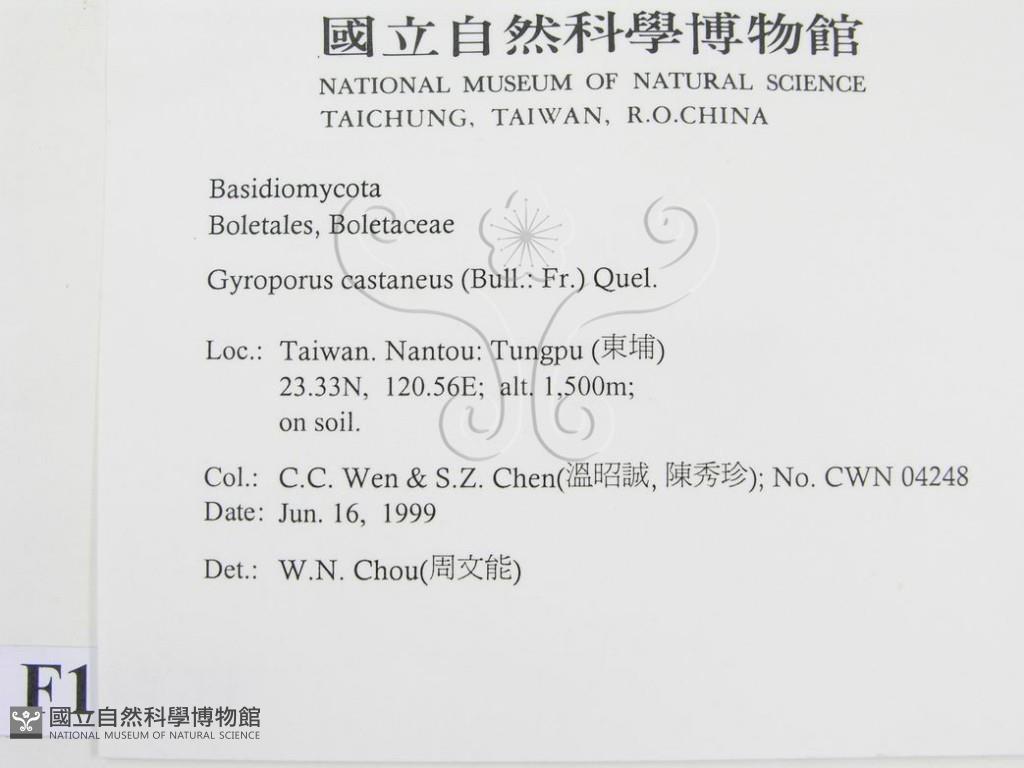 國立自然科學博物館
NATIONAL MUSEUM OF NATURAL SCIENCE
TAICHUNG, TAIWAN, R.O.CHINA
Basidiomycota
Boletales, Boletaceae
Gyroporus castaneus (Bull.: Fr.) Quel.
Loc.: Taiwan. Nantou: Tungpu (東埔)
23.33N, 120.56E; alt. 1,500m;
on soil.
Col.: C.C. Wen & S.Z. Chen(溫昭誠, 陳秀珍); No. CWN 04248
Date: Jun. 16, 1999
Det.: W.N. Chou(周文能)
F1
國立自然科學博物館
NATIONAL MUSEUM OF NATURAL SCIENCE